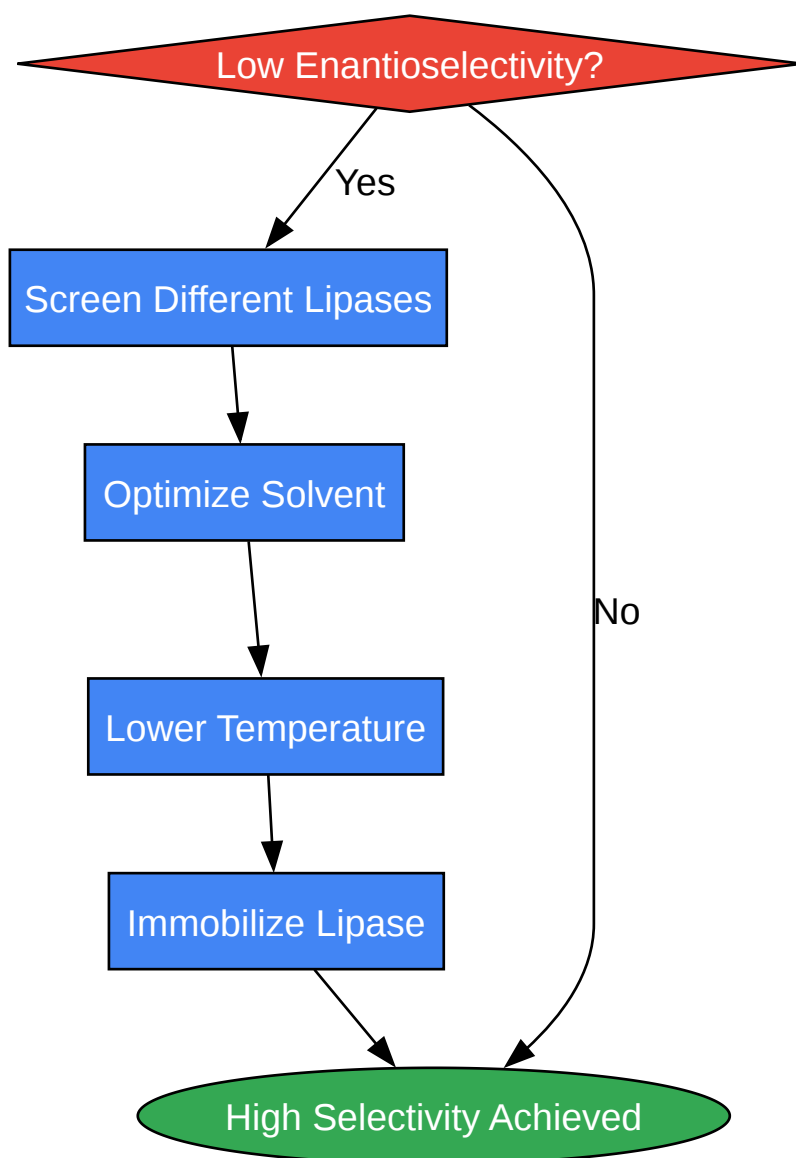 Low Enantioselectivity?
Yes
Screen Different Lipases
Optimize Solvent
No
Lower Temperature
Immobilize Lipase
High Selectivity Achieved